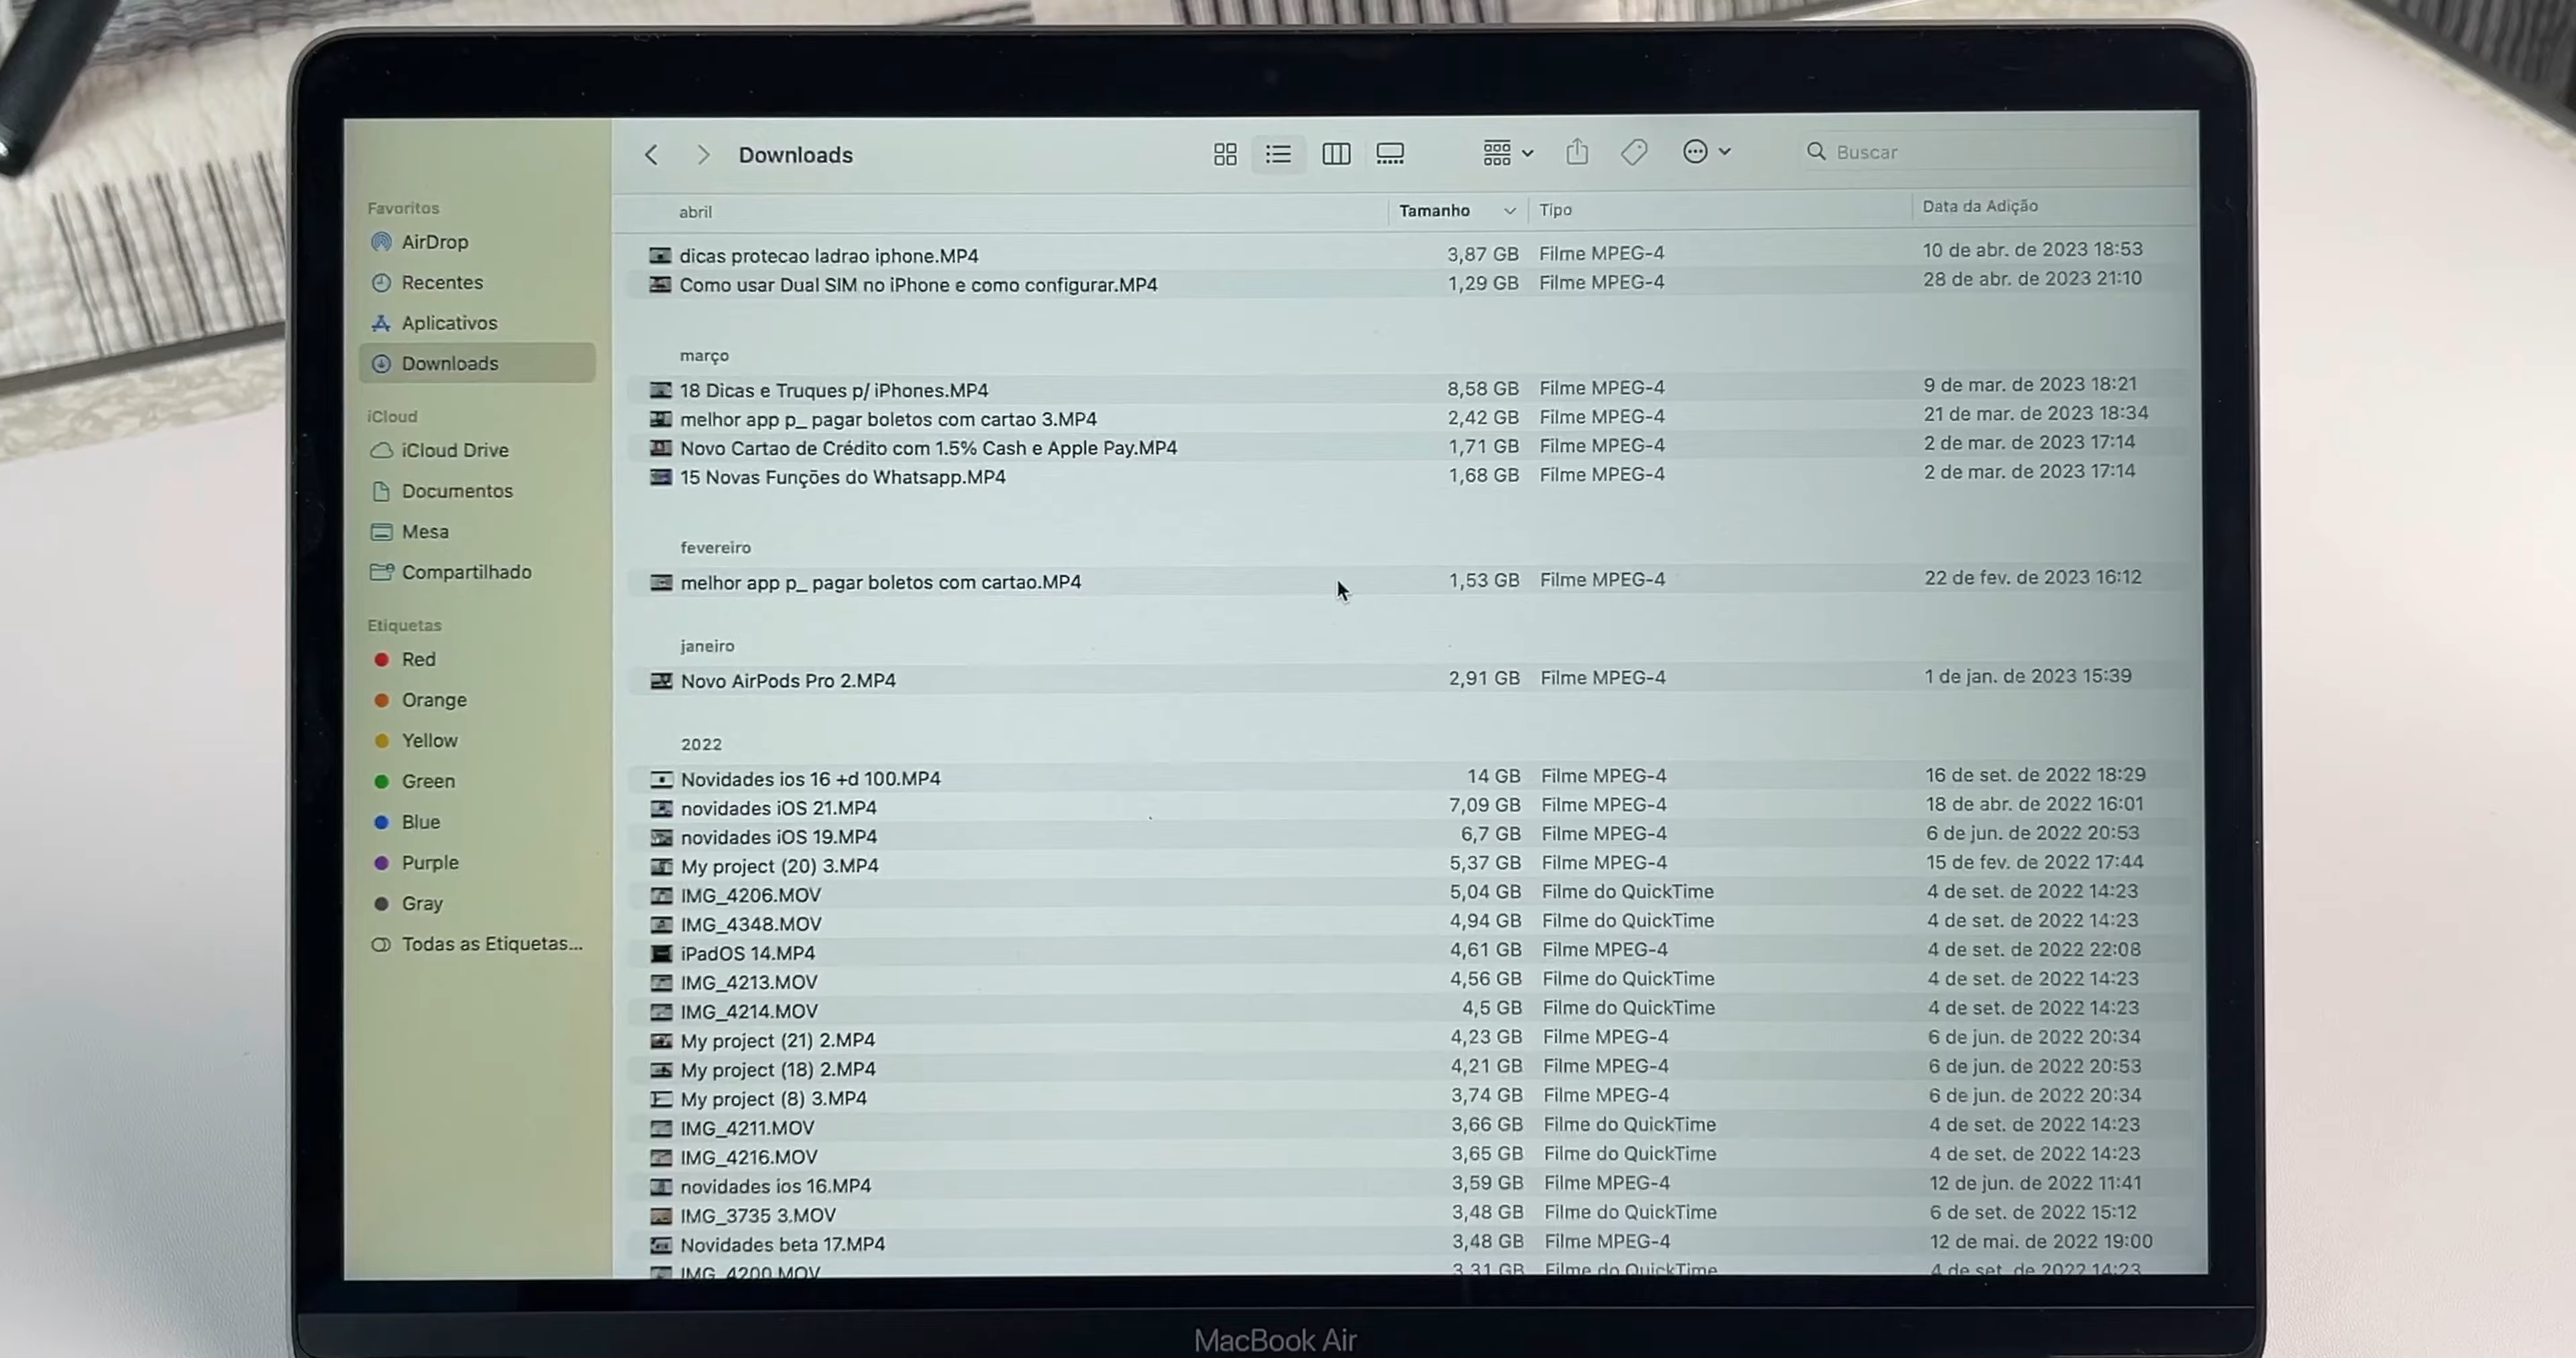 Downloads
Buscar
Favoritos
AirDrop
Recentes
Aplicativos
Downloads
iCloud
iCloud Drive
Documentos
Mesa
Compartilhado
Etiquetas
Red
Orange
Yellow
Green
Blue
Purple
Gray
Todas as Etiquetas...
abril Tamanho Tipo Data da Adição
dicas protecao ladrao iphone.MP4 3,87 GB Filme MPEG-4 10 de abr. de 2023 18:53
Como usar Dual SIM no iPhone e como configurar.MP4 1,29 GB Filme MPEG-4 28 de abr. de 2023 21:10
março
18 Dicas e Truques p/ iPhones.MP4 8,58 GB Filme MPEG-4 9 de mar. de 2023 18:21
melhor app p_ pagar boletos com cartao 3.MP4 2,42 GB Filme MPEG-4 21 de mar. de 2023 18:34
Novo Cartao de Crédito com 1.5% Cash e Apple Pay.MP4 1,71 GB Filme MPEG-4 2 de mar. de 2023 17:14
15 Novas Funções do Whatsapp.MP4 1,68 GB Filme MPEG-4 2 de mar. de 2023 17:14
fevereiro
melhor app p_ pagar boletos com cartao.MP4 1,53 GB Filme MPEG-4 22 de fev. de 2023 16:12
janeiro
Novo AirPods Pro 2.MP4 2,91 GB Filme MPEG-4 1 de jan. de 2023 15:39
2022
Novidades ios 16 +d 100.MP4 14 GB Filme MPEG-4 16 de set. de 2022 18:29
novidades iOS 21.MP4 7,09 GB Filme MPEG-4 18 de abr. de 2022 16:01
novidades iOS 19.MP4 6,7 GB Filme MPEG-4 6 de jun. de 2022 20:53
My project (20) 3.MP4 5,37 GB Filme MPEG-4 15 de fev. de 2022 17:44
IMG_4206.MOV 5,04 GB Filme do QuickTime 4 de set. de 2022 14:23
IMG_4348.MOV 4,94 GB Filme do QuickTime 4 de set. de 2022 14:23
iPadOS 14.MP4 4,61 GB Filme MPEG-4 4 de set. de 2022 22:08
IMG_4213.MOV 4,56 GB Filme do QuickTime 4 de set. de 2022 14:23
IMG_4214.MOV 4,5 GB Filme do QuickTime 4 de set. de 2022 14:23
My project (21) 2.MP4 4,23 GB Filme MPEG-4 6 de jun. de 2022 20:34
My project (18) 2.MP4 4,21 GB Filme MPEG-4 6 de jun. de 2022 20:53
My project (8) 3.MP4 3,74 GB Filme MPEG-4 6 de jun. de 2022 20:34
IMG_4211.MOV 3,66 GB Filme do QuickTime 4 de set. de 2022 14:23
IMG_4216.MOV 3,65 GB Filme do QuickTime 4 de set. de 2022 14:23
novidades ios 16.MP4 3,59 GB Filme MPEG-4 12 de jun. de 2022 11:41
IMG_3735 3.MOV 3,48 GB Filme do QuickTime 6 de set. de 2022 15:12
Novidades beta 17.MP4 3,48 GB Filme MPEG-4 12 de mai. de 2022 19:00
IMG_4200.MOV 3,31 GB Filme do QuickTime 4 de set. de 2022 14:23
MacBook Air